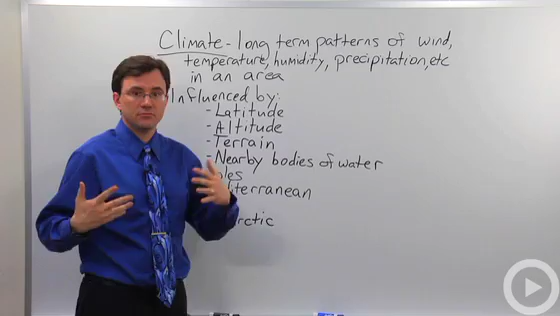 Climate - long term patterns of wind,
temperature, humidity, precipitation, etc
in an area
Influenced by:
- Latitude
- Altitude
- Terrain
- Nearby bodies of water